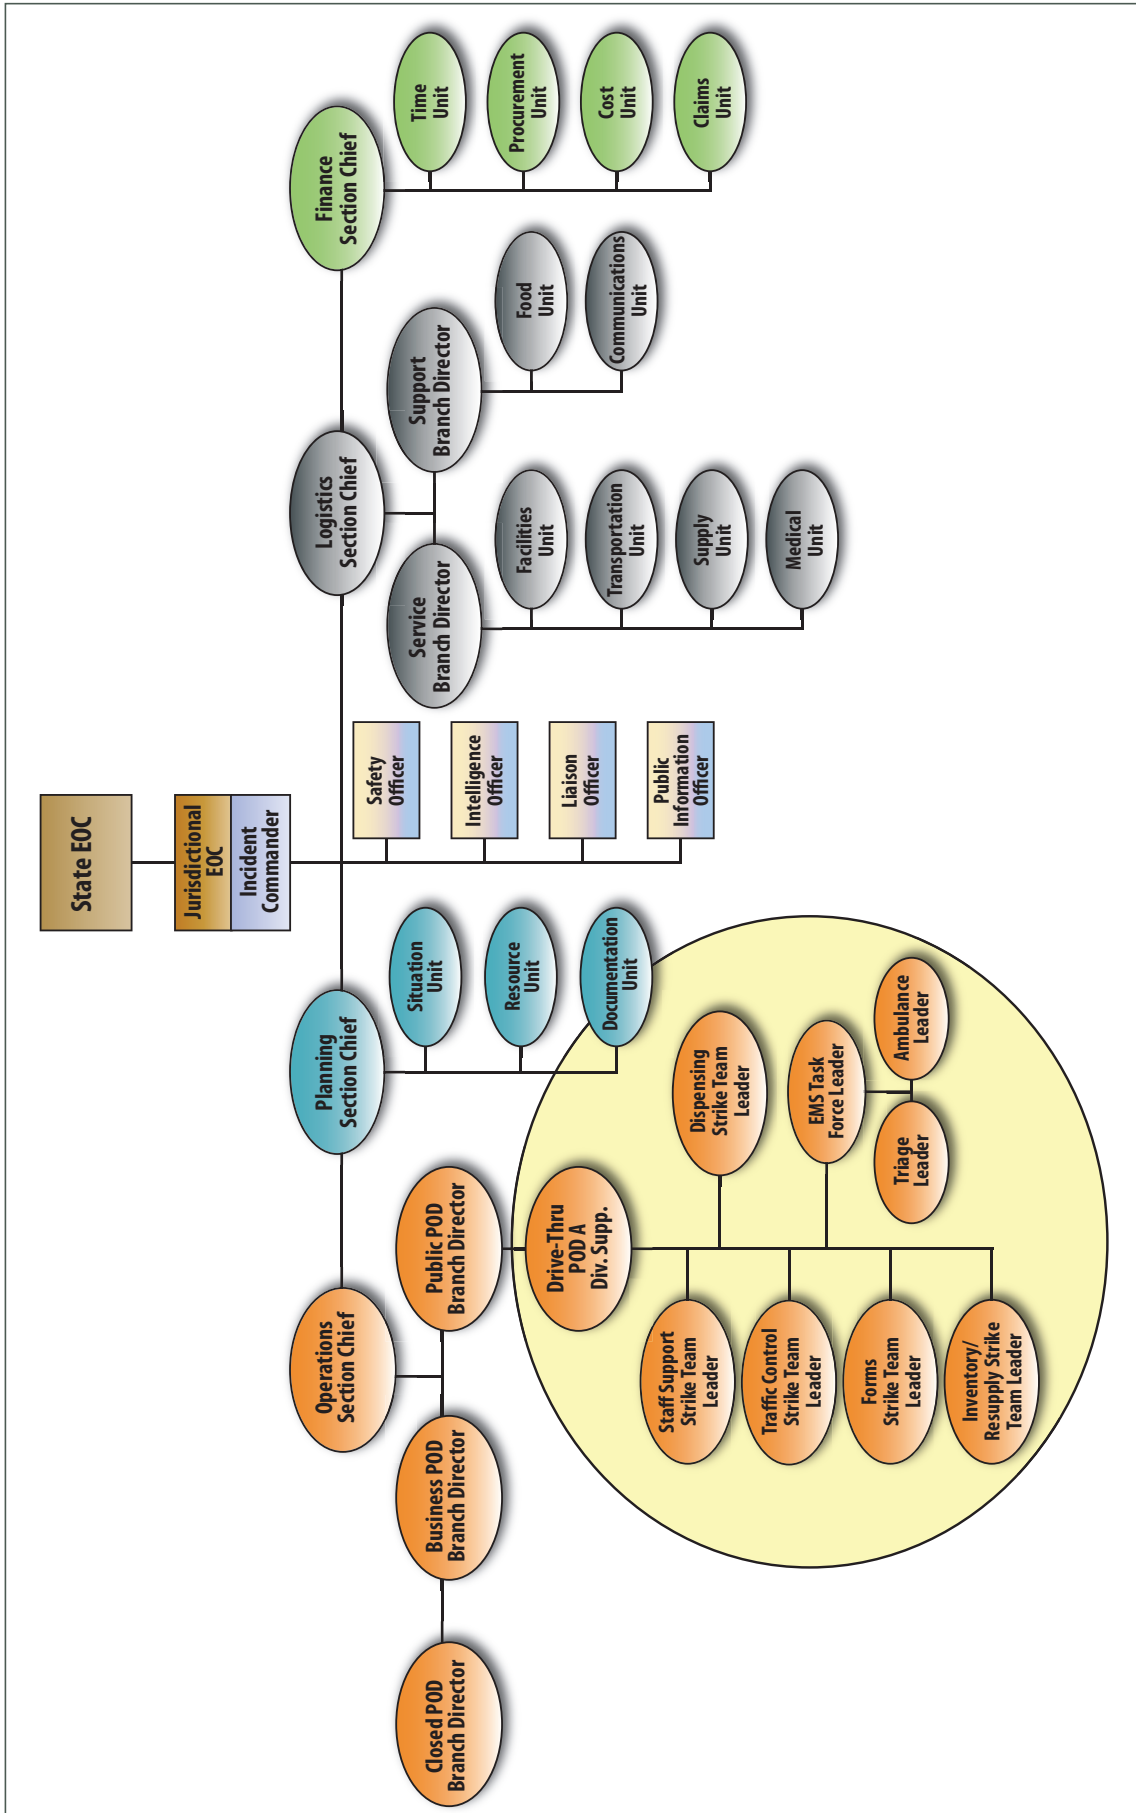 State EOC
Jurisdictional
EOC
Incident
Commander
Operations
Section Chief
Planning
Section Chief
Logistics
Section Chief
Finance
Section Chief
Closed POD
Branch Director
Business POD
Branch Director
Public POD
Branch Director
Situation
Unit
Resource
Unit
Documentation
Unit
Safety
Officer
Intelligence
Officer
Liaison
Officer
Public
Information
Officer
Service
Branch Director
Support
Branch Director
Facilities
Unit
Transportation
Unit
Supply
Unit
Medical
Unit
Food
Unit
Communications
Unit
Time
Unit
Procurement
Unit
Cost
Unit
Claims
Unit
Drive-Thru
POD A
Div. Supp.
Staff Support
Strike Team
Leader
Dispensing
Strike Team
Leader
Traffic Control
Strike Team
Leader
EMS Task
Force Leader
Forms
Strike Team
Leader
Triage
Leader
Ambulance
Leader
Inventory/
Resupply Strike
Team Leader